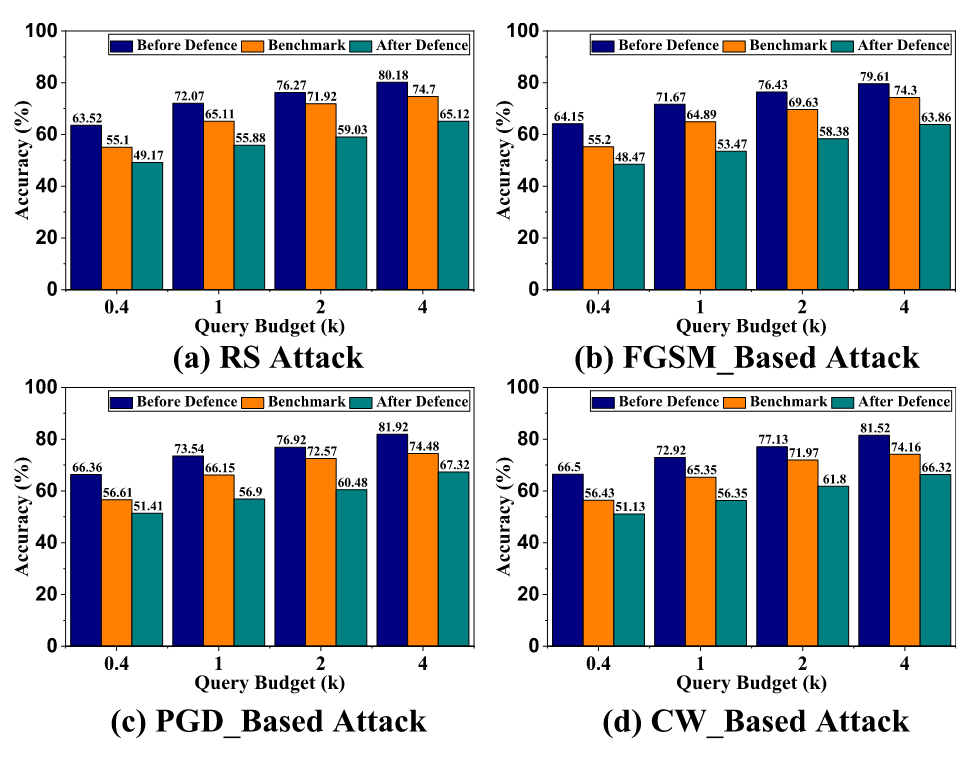 Before Defence Benchmark After Defence
Accuracy (%)
100
80
60
40
20
0
63.52 55.1 49.17
72.07 65.11 55.88
76.27 71.92 59.03
80.18 74.7 65.12
0.4 1 2 4
Query Budget (k)
(a) RS Attack
Before Defence Benchmark After Defence
Accuracy (%)
100
80
60
40
20
0
64.15 55.2 48.47
71.67 64.89 53.47
76.43 69.63 58.38
79.61 74.3 63.86
0.4 1 2 4
Query Budget (k)
(b) FGSM_Based Attack
Before Defence Benchmark After Defence
Accuracy (%)
100
80
60
40
20
0
66.36 56.61 51.41
73.54 66.15 56.9
76.92 72.57 60.48
81.92 74.48 67.32
0.4 1 2 4
Query Budget (k)
(c) PGD_Based Attack
Before Defence Benchmark After Defence
Accuracy (%)
100
80
60
40
20
0
66.5 56.43 51.13
72.92 65.35 56.35
77.13 71.97 61.8
81.52 74.16 66.32
0.4 1 2 4
Query Budget (k)
(d) CW_Based Attack